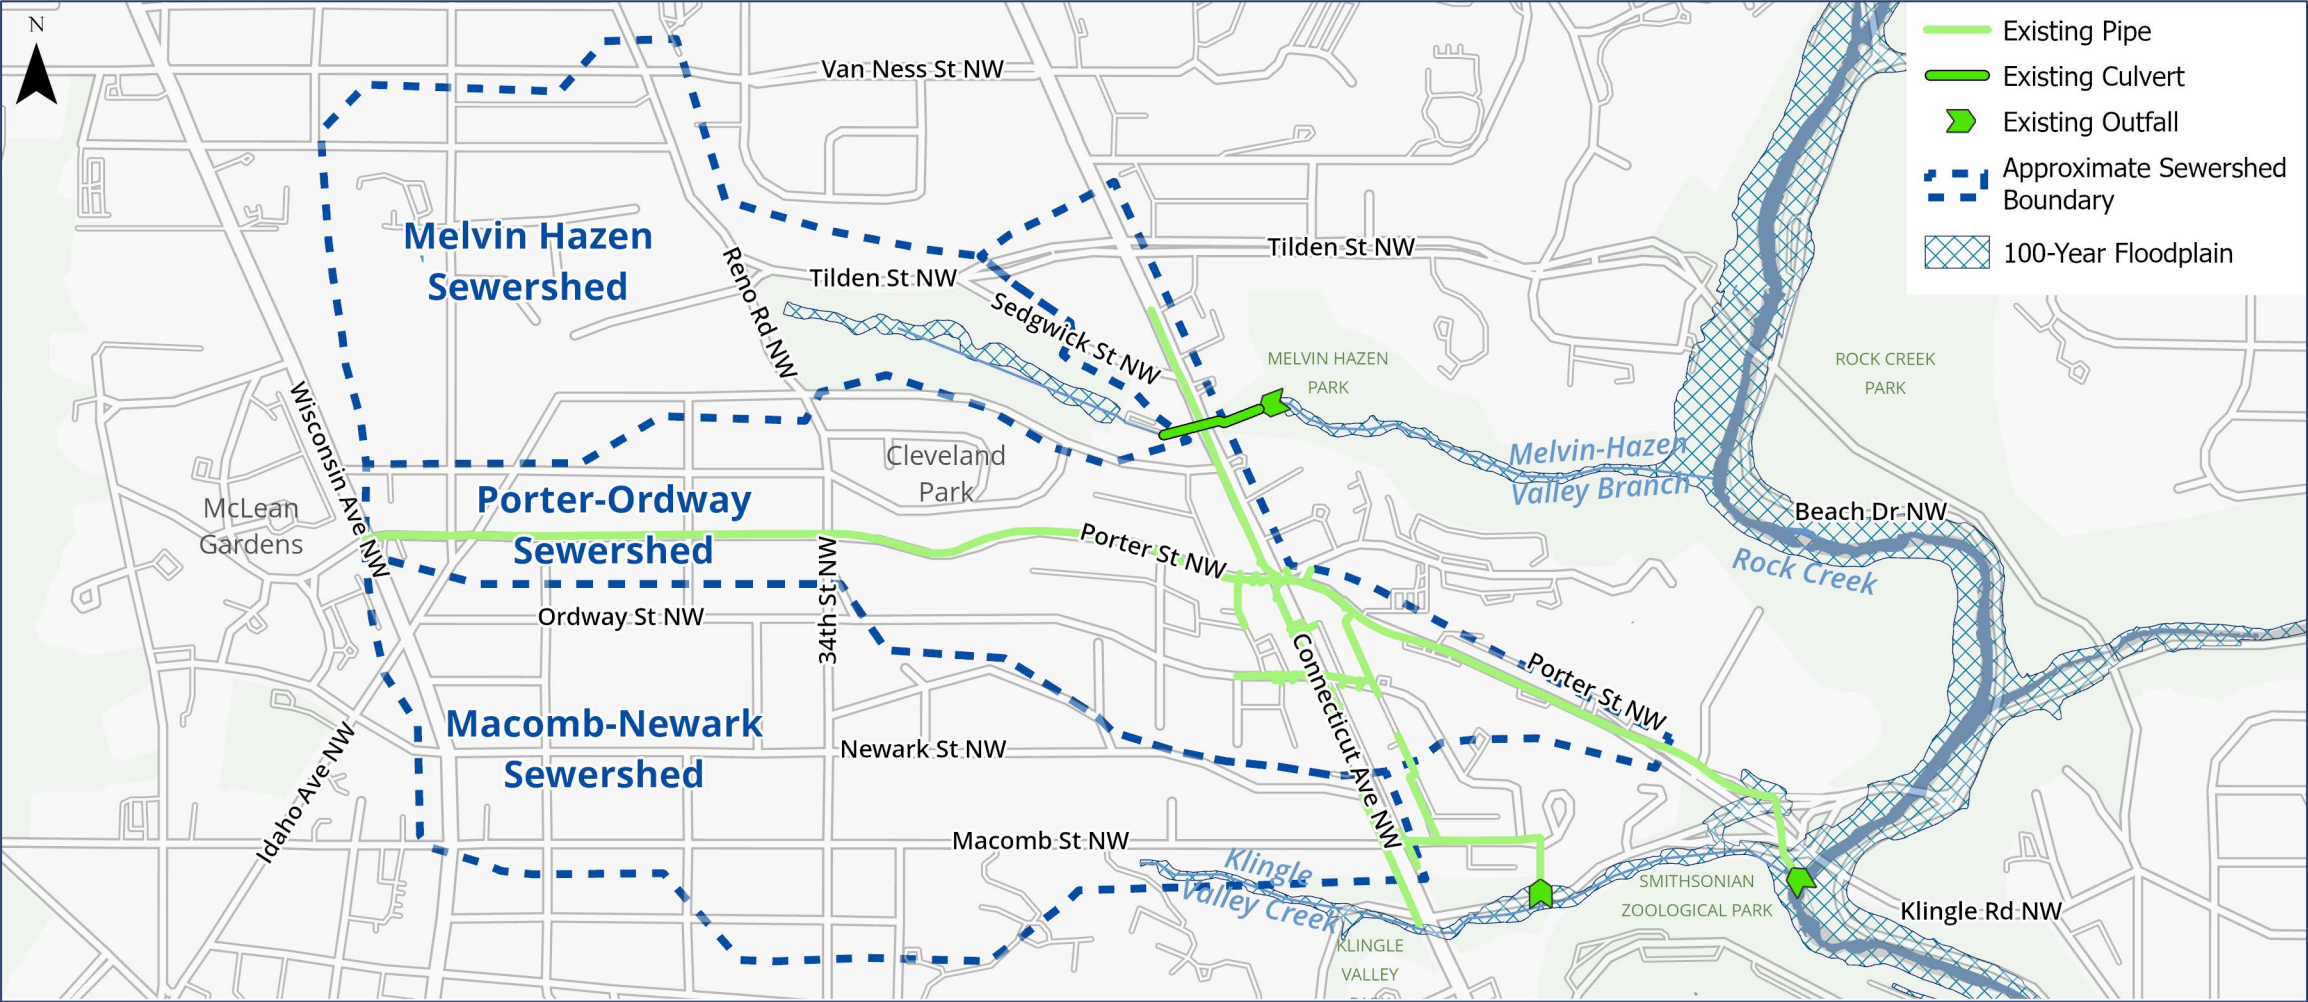 N
Existing Pipe
Existing Culvert
Existing Outfall
Approximate Sewershed
Boundary
100-Year Floodplain
Van Ness St NW
Melvin Hazen
Sewershed
Reno Rd NW
Tilden St NW
Tilden St NW
Sedgwick St NW
MELVIN HAZEN
PARK
ROCK CREEK
PARK
Wisconsin Ave NW
Cleveland
Park
Melvin-Hazen
Valley Branch
McLean
Gardens
Porter-Ordway
Sewershed
Porter St NW
Beach Dr NW
Rock Creek
34th St NW
Ordway St NW
Connecticut Ave NW
Porter St NW
Macomb-Newark
Sewershed
Newark St NW
Idaho Ave NW
Macomb St NW
Klingle
Valley Creek
SMITHSONIAN
ZOOLOGICAL PARK
Klingle Rd NW
KLINGLE
VALLEY